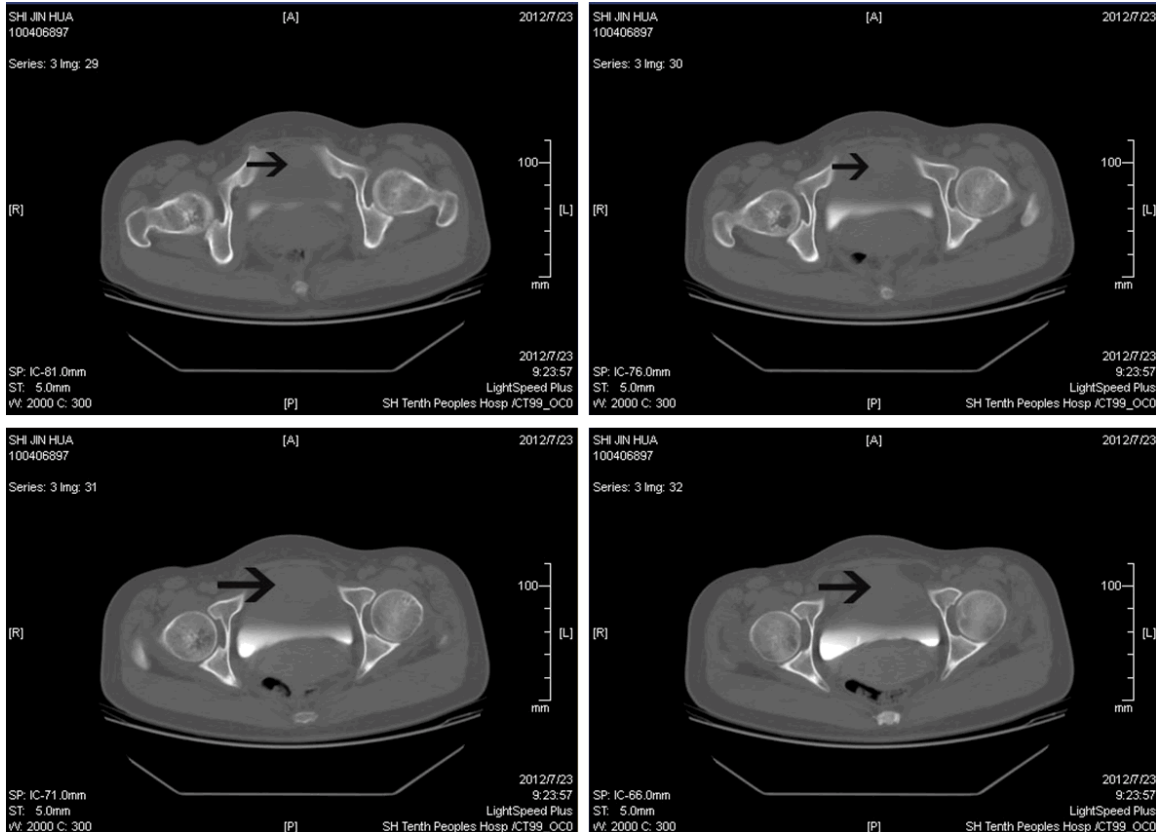 SHI JIN HUA
[A]
2012/7/23
100406897
Series: 3 Img: 29
100
[R]
[L]
mm
2012/7/23
SP: IC-81.0mm
9:23:57
ST: 5.0mm
LightSpeed Plus
W: 2000 C: 300
[P]
SH Tenth Peoples Hosp /CT99_OC0
SHI JIN HUA
[A]
2012/7/23
100406897
Series: 3 Img: 30
100
[R]
[L]
mm
2012/7/23
SP: IC-76.0mm
9:23:57
ST: 5.0mm
LightSpeed Plus
W: 2000 C: 300
[P]
SH Tenth Peoples Hosp /CT99_OC0
SHI JIN HUA
[A]
2012/7/23
100406897
Series: 3 Img: 31
100
[R]
[L]
mm
2012/7/23
SP: IC-71.0mm
9:23:57
ST: 5.0mm
LightSpeed Plus
W: 2000 C: 300
[P]
SH Tenth Peoples Hosp /CT99_OC0
SHI JIN HUA
[A]
2012/7/23
100406897
Series: 3 Img: 32
100
[R]
[L]
mm
2012/7/23
SP: IC-66.0mm
9:23:57
ST: 5.0mm
LightSpeed Plus
W: 2000 C: 300
[P]
SH Tenth Peoples Hosp /CT99_OC0